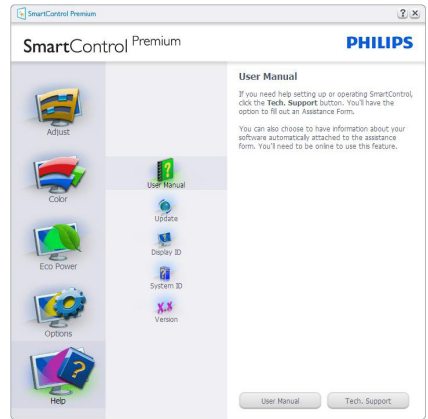 SmartControl Premium
SmartControl Premium
PHILIPS
Adjust
Color
Eco Power
Options
Help
User Manual
Update
Display ID
System ID
X.X
Version
User Manual
If you need help setting up or operating SmartControl,
click the Tech. Support button. You'll have the
option to fill out an Assistance Form.
You can also choose to have information about your
software automatically attached to the assistance
form. You'll need to be online to use this feature.
User Manual
Tech. Support